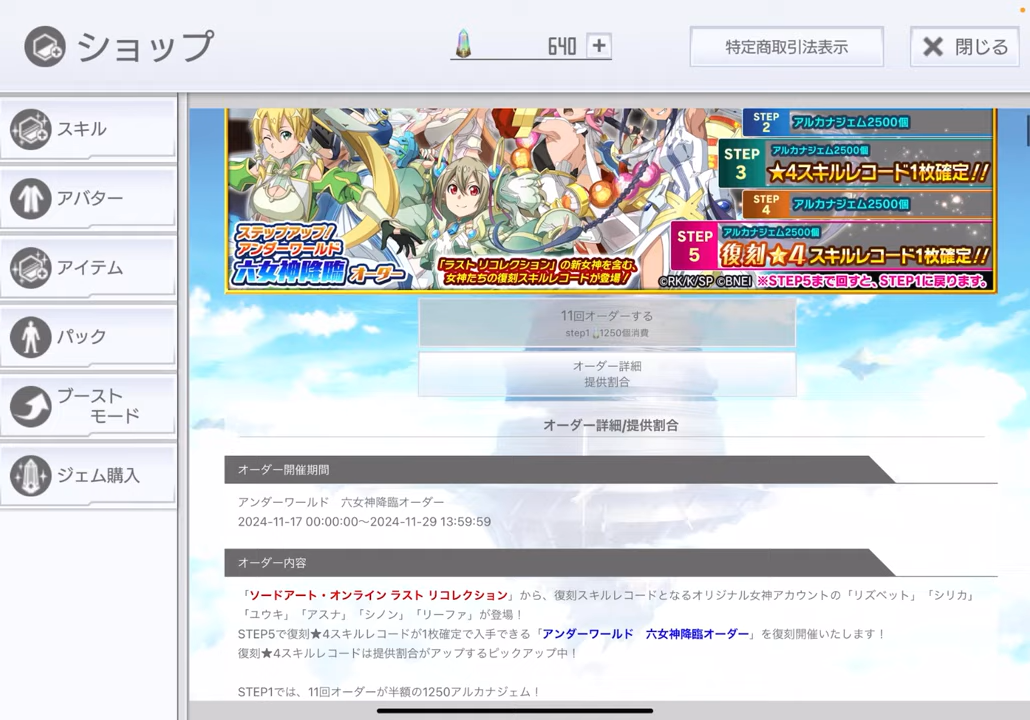 ショップ
640
特定商取引法表示
閉じる
スキル
アバター
アイテム
パック
ブースト
モード
ジェム購入
STEP
2
アルカナジェム2500個
STEP
3
アルカナジェム2500個
★4スキルレコード1枚確定!!
STEP
4
アルカナジェム2500個
STEP
5
アルカナジェム2500個
復刻★4スキルレコード1枚確定!!
ステップアップ!
アンダーワールド
六女神降臨オーダー
「ラスト リコレクション」の新女神を含む、
女神たちの復刻スキルレコードが登場!!
©RK/K/SP ©BNEI ※STEP5まで回すと、STEP1に戻ります。
11回オーダーする
step1 1250個消費
オーダー詳細
提供割合
オーダー詳細/提供割合
オーダー開催期間
アンダーワールド　六女神降臨オーダー
2024-11-17 00:00:00～2024-11-29 13:59:59
オーダー内容
「ソードアート・オンライン ラスト リコレクション」から、復刻スキルレコードとなるオリジナル女神アカウントの「リズベット」「シリカ」
「ユウキ」「アスナ」「シノン」「リーファ」が登場！
STEP5で復刻★4スキルレコードが1枚確定で入手できる「アンダーワールド　六女神降臨オーダー」を復刻開催いたします！
復刻★4スキルレコードは提供割合がアップするピックアップ中！
STEP1では、11回オーダーが半額の1250アルカナジェム！